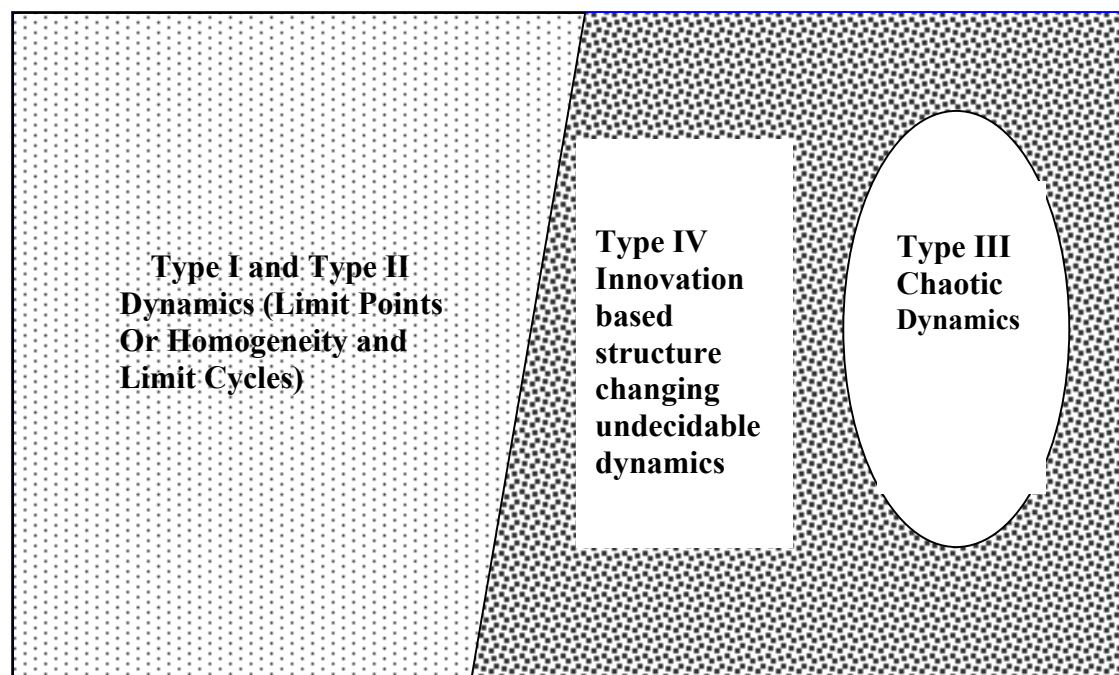 Type I and Type II
Dynamics (Limit Points
Or Homogeneity and
Limit Cycles)
Type IV
Innovation
based
structure
changing
undecidable
dynamics
Type III
Chaotic
Dynamics